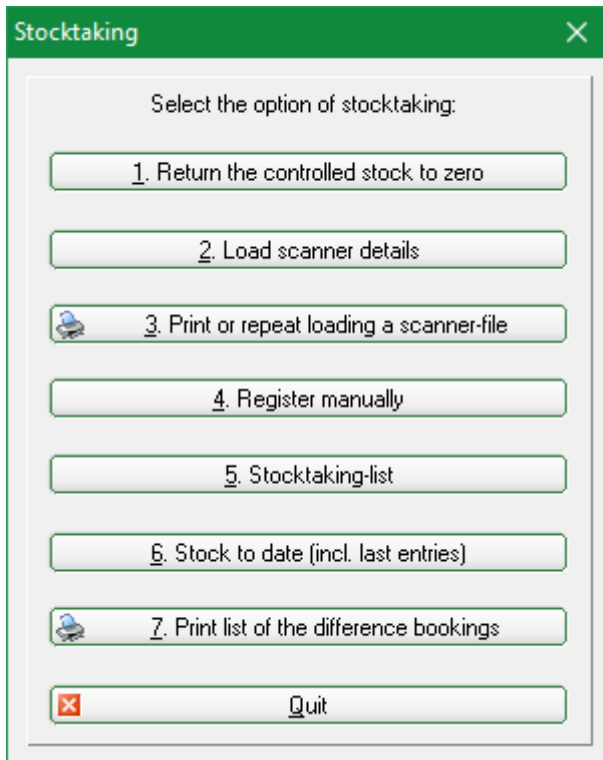 Stocktaking
Select the option of stocktaking:
1. Return the controlled stock to zero
2. Load scanner details
3. Print or repeat loading a scanner-file
4. Register manually
5. Stocktaking-list
6. Stock to date (incl. last entries)
7. Print list of the difference bookings
Quit